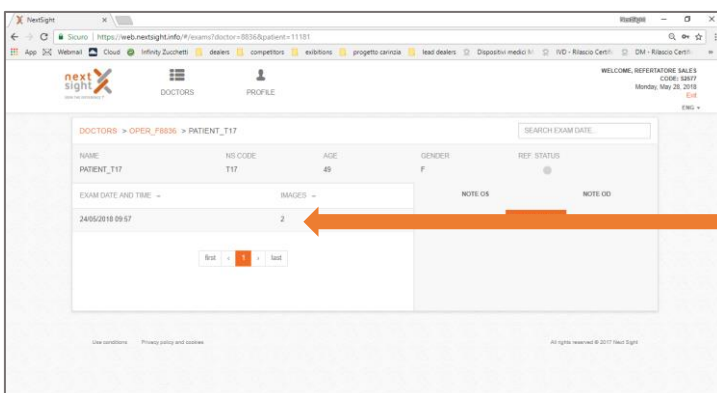 NextSight
Sicuro | https://web.nextsight.info/#/exams?doctor=8836&patient=11181
App Webmail Cloud Infinity Zucchetti dealers competitors exibitions progetto carinzia lead dealers Dispositivi medici IVD - Rilascio Certifi DM - Rilascio Certifi
next sight
DOCTORS PROFILE
WELCOME, REFERTATORE SALES
CODE: S2577
Monday, May 28, 2018
Exit
ENG
DOCTORS > OPER_F8836 > PATIENT_T17 SEARCH EXAM DATE.
NAME NS CODE AGE GENDER REF. STATUS
PATIENT_T17 T17 49 F
EXAM DATE AND TIME IMAGES NOTE OS NOTE OD
24/05/2018 09:57 2
first ‹ 1 › last
Use conditions Privacy policy and cookies All rights reserved © 2017 Next Sight